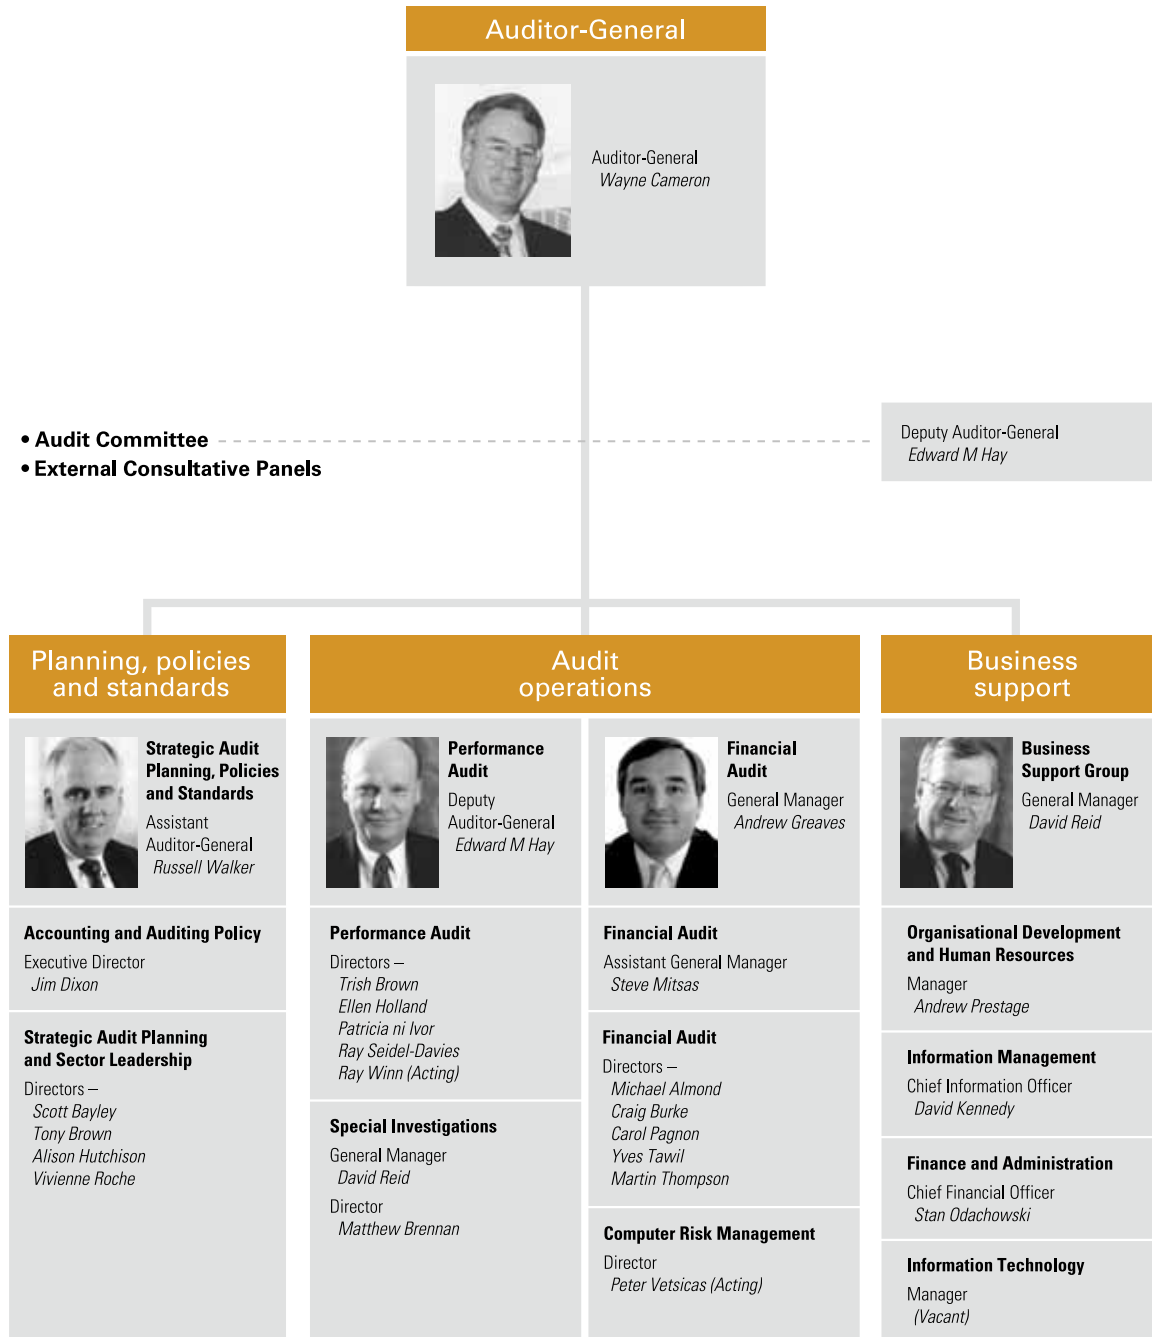 Auditor-General
Auditor-General
Wayne Cameron
• Audit Committee
• External Consultative Panels
Deputy Auditor-General
Edward M Hay
Planning, policies
and standards
Strategic Audit
Planning, Policies
and Standards
Assistant
Auditor-General
Russell Walker
Accounting and Auditing Policy
Executive Director
Jim Dixon
Strategic Audit Planning
and Sector Leadership
Directors –
Scott Bayley
Tony Brown
Alison Hutchison
Vivienne Roche
Audit
operations
Performance
Audit
Deputy
Auditor-General
Edward M Hay
Performance Audit
Directors –
Trish Brown
Ellen Holland
Patricia ni Ivor
Ray Seidel-Davies
Ray Winn (Acting)
Special Investigations
General Manager
David Reid
Director
Matthew Brennan
Financial
Audit
General Manager
Andrew Greaves
Financial Audit
Assistant General Manager
Steve Mitsas
Financial Audit
Directors –
Michael Almond
Craig Burke
Carol Pagnon
Yves Tawil
Martin Thompson
Computer Risk Management
Director
Peter Vetsicas (Acting)
Business
support
Business
Support Group
General Manager
David Reid
Organisational Development
and Human Resources
Manager
Andrew Prestage
Information Management
Chief Information Officer
David Kennedy
Finance and Administration
Chief Financial Officer
Stan Odachowski
Information Technology
Manager
(Vacant)